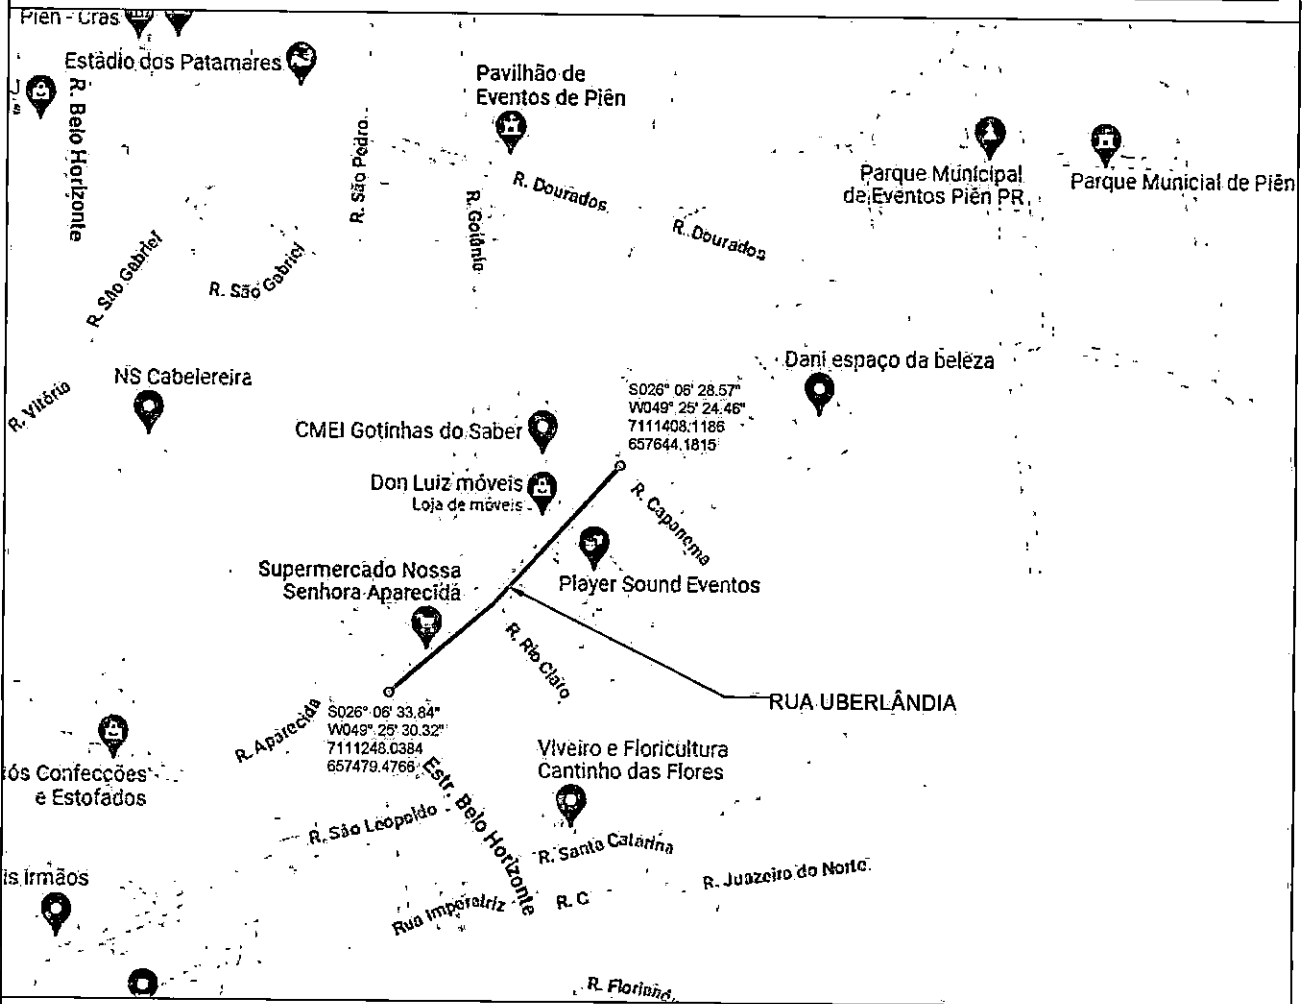 Piên - Cras
Estádio dos Patamares
R. Belo Horizonte
Pavilhão de
Eventos de Piên
R. São Pedro
R. Goiânia
R. Dourados
R. Dourados
Parque Municipal
de Eventos Piên PR
Parque Municial de Piên
R. São Gabriel
R. São Gabriel
R. Vitória
NS Cabelereira
Dani espaço da beleza
S026° 06' 28.57"
W049° 25' 24.46"
7111408.1186
657644.1815
CMEI Gotinhas do Saber
Don Luiz móveis
Loja de móveis
R. Capanema
Player Sound Eventos
Supermercado Nossa
Senhora Aparecida
R. Rio Claro
RUA UBERLÂNDIA
R. Aparecida
S026° 06' 33.84"
W049° 25' 30.32"
7111248.0384
657479.4766
Estr. Belo Horizonte
Viveiro e Floricultura
Cantinho das Flores
ós Confecções
e Estofados
R. São Leopoldo
R. Santa Catarina
R. Juazeiro do Norte
is irmãos
Rua Imperatriz
R. C